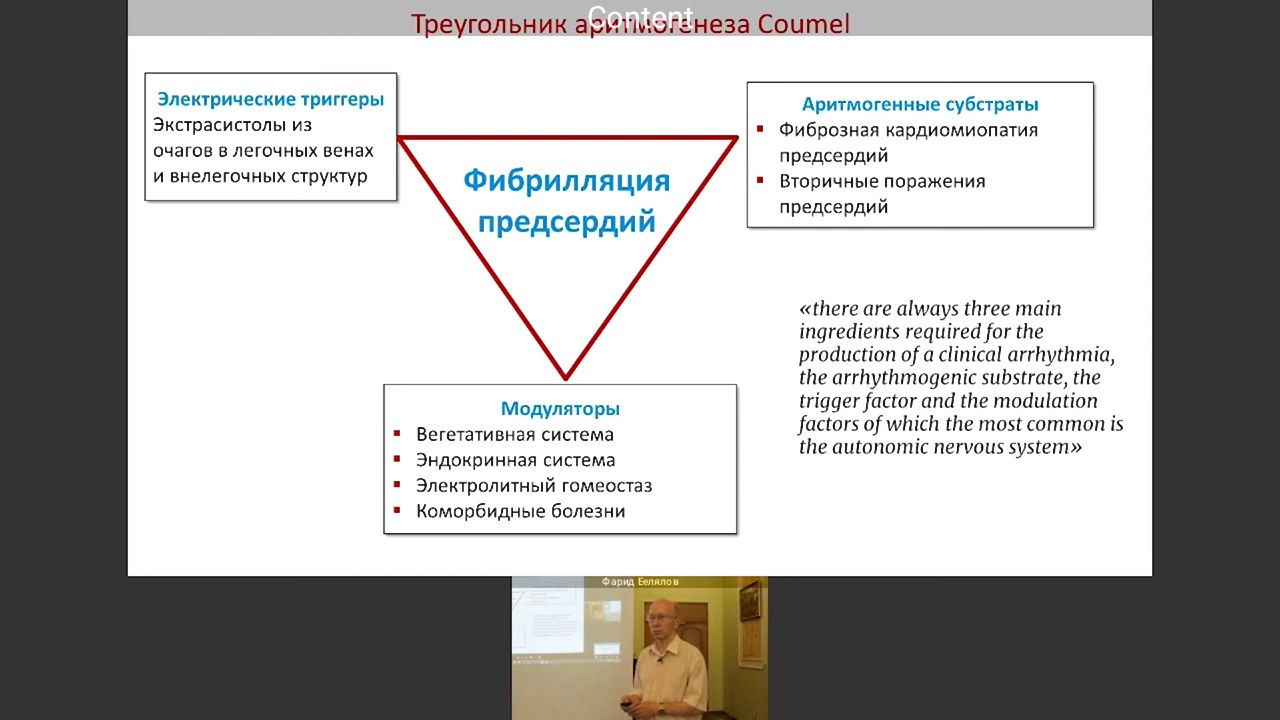 Content
Треугольник аритмогенеза Coumel
Электрические триггеры
Экстрасистолы из
очагов в легочных венах
и внелегочных структур
Аритмогенные субстраты
▪ Фиброзная кардиомиопатия
предсердий
▪ Вторичные поражения
предсердий
Фибрилляция
предсердий
«there are always three main
ingredients required for the
production of a clinical arrhythmia,
the arrhythmogenic substrate, the
trigger factor and the modulation
factors of which the most common is
the autonomic nervous system»
Модуляторы
▪ Вегетативная система
▪ Эндокринная система
▪ Электролитный гомеостаз
▪ Коморбидные болезни
Фарид Белялов